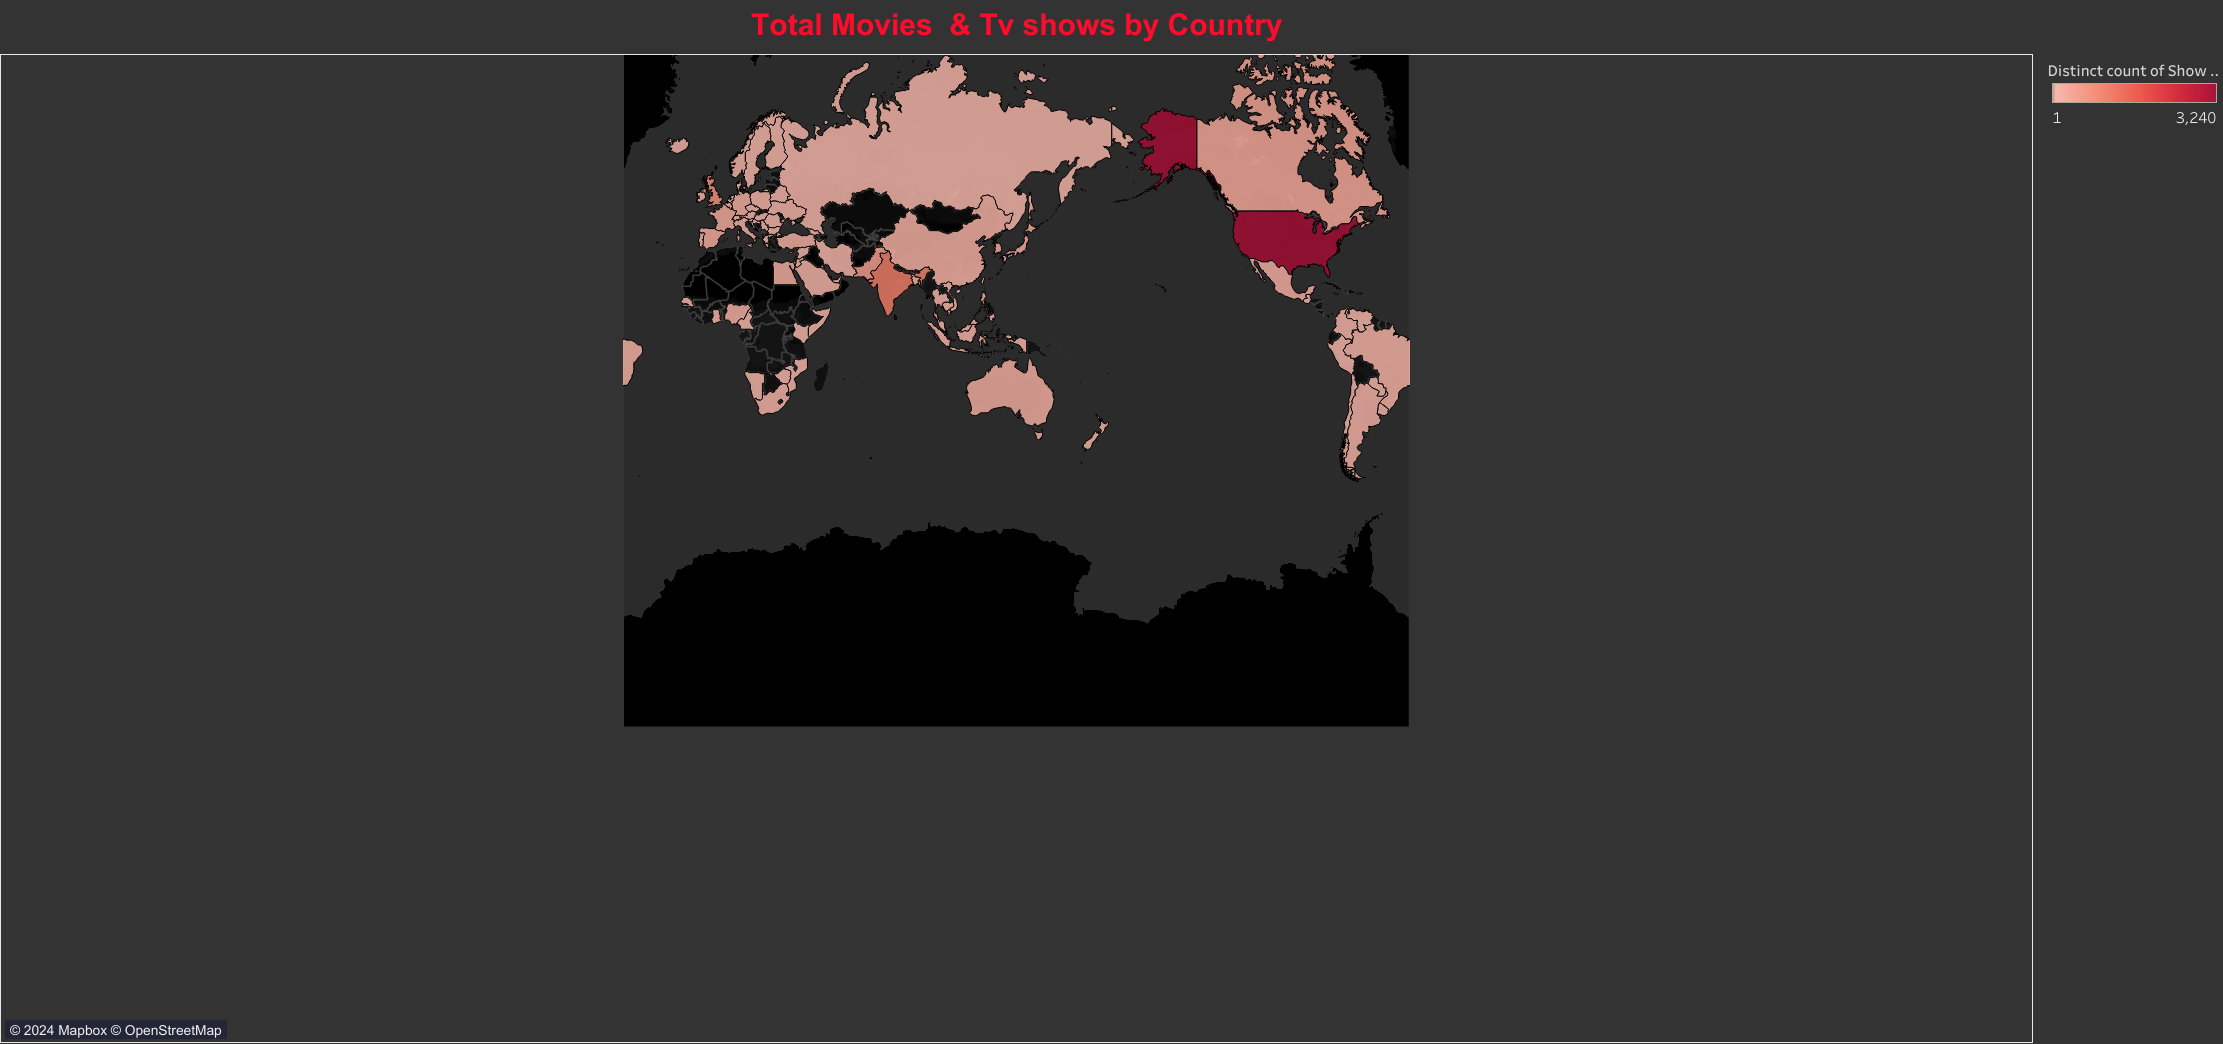 Total Movies  & Tv shows by Country
Distinct count of Show ..
1
3,240
© 2024 Mapbox © OpenStreetMap